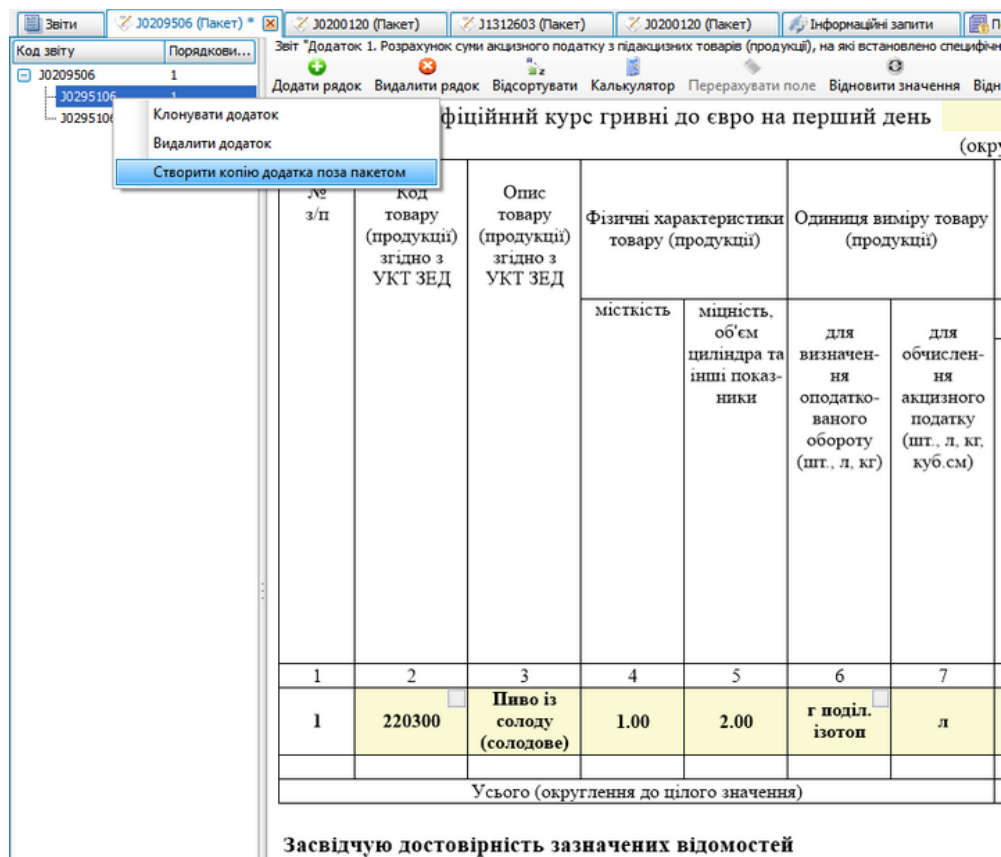 Звіти
J0209506 (Пакет) *
J0200120 (Пакет)
J1312603 (Пакет)
J0200120 (Пакет)
Інформаційні запити
Код звіту
Порядкови...
J0209506
1
J0295106
1
J0295106
Клонувати додаток
Видалити додаток
Створити копію додатка поза пакетом
Звіт "Додаток 1. Розрахунок суми акцизного податку з підакцизних товарів (продукції), на які встановлено специфічн
Додати рядок
Видалити рядок
Відсортувати
Калькулятор
Перерахувати поле
Відновити значення
Відн
фіційний курс гривні до євро на перший день
(окру
№
з/п
Код
товару
(продукції)
згідно з
УКТ ЗЕД
Опис
товару
(продукції)
згідно з
УКТ ЗЕД
Фізичні характеристики
товару (продукції)
Одиниця виміру товару
(продукції)
місткість
міцність,
об'єм
циліндра та
інші показ-
ники
для
визначен-
ня
оподатко-
ваного
обороту
(шт., л, кг)
для
обчислен-
ня
акцизного
податку
(шт., л, кг,
куб.см)
1
2
3
4
5
6
7
1
220300
Пиво із
солоду
(солодове)
1.00
2.00
г поділ.
ізотоп
л
Усього (округлення до цілого значення)
Засвідчую достовірність зазначених відомостей